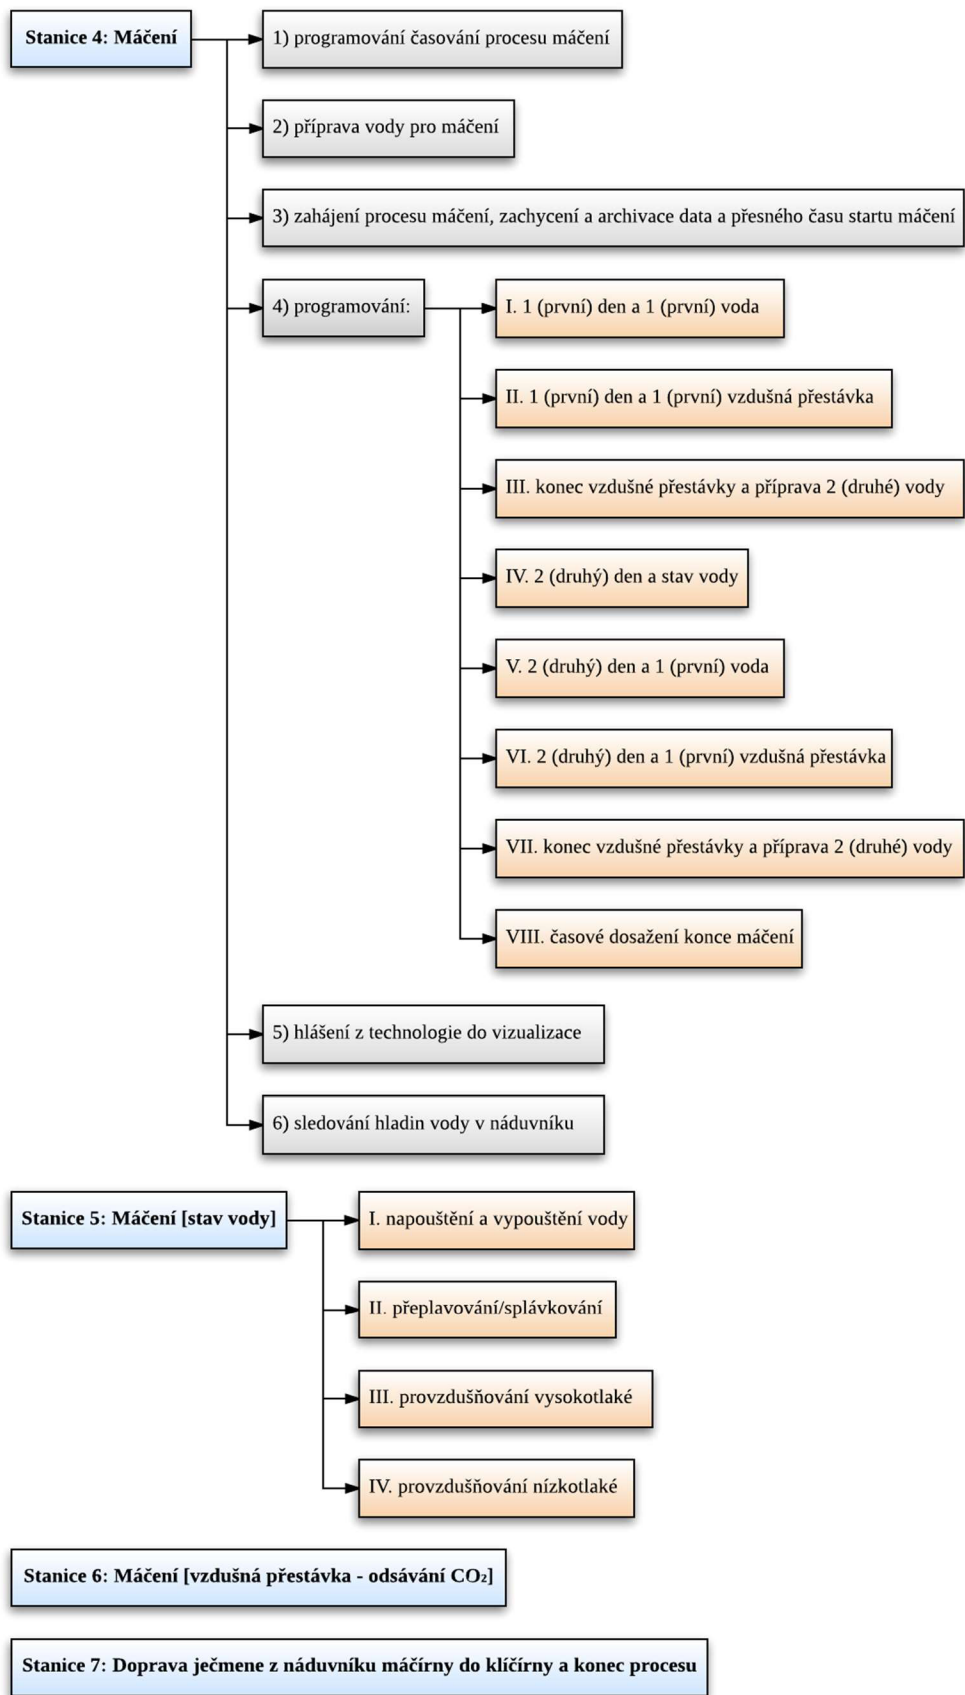 Stanice 4: Máčení
1) programování časování procesu máčení
2) příprava vody pro máčení
3) zahájení procesu máčení, zachycení a archivace data a přesného času startu máčení
4) programování:
I. 1 (první) den a 1 (první) voda
II. 1 (první) den a 1 (první) vzdušná přestávka
III. konec vzdušné přestávky a příprava 2 (druhé) vody
IV. 2 (druhý) den a stav vody
V. 2 (druhý) den a 1 (první) voda
VI. 2 (druhý) den a 1 (první) vzdušná přestávka
VII. konec vzdušné přestávky a příprava 2 (druhé) vody
VIII. časové dosažení konce máčení
5) hlášení z technologie do vizualizace
6) sledování hladin vody v náduvníku
Stanice 5: Máčení [stav vody]
I. napouštění a vypouštění vody
II. přeplavování/splávkování
III. provzdušňování vysokotlaké
IV. provzdušňování nízkotlaké
Stanice 6: Máčení [vzdušná přestávka - odsávání CO₂]
Stanice 7: Doprava ječmene z náduvníku máčírny do klíčírny a konec procesu